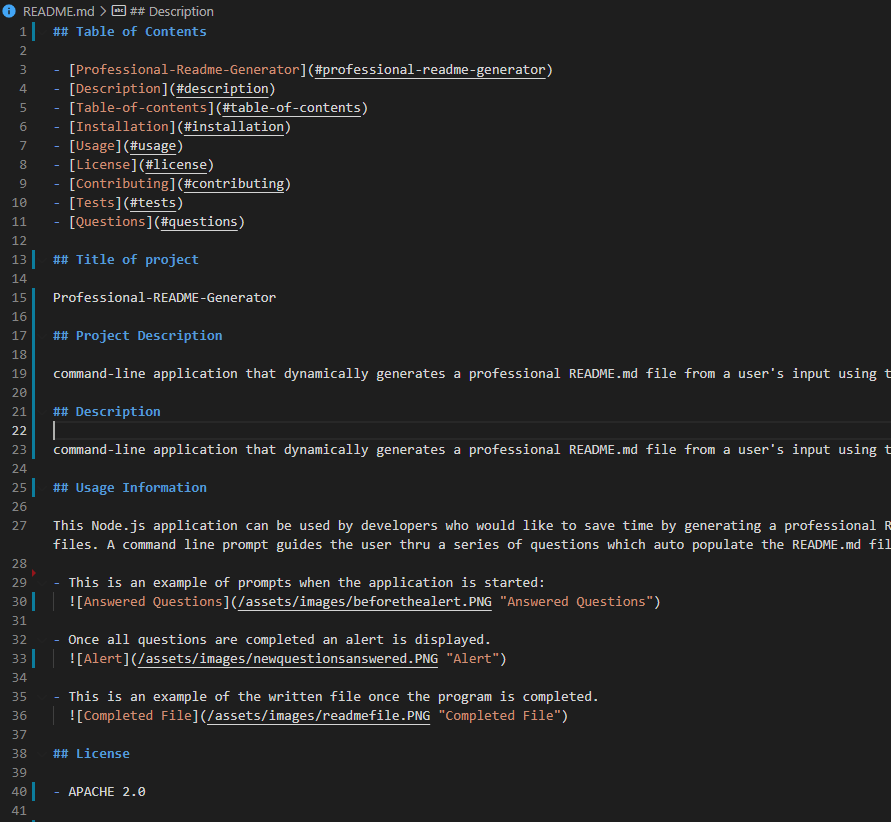 README.md > ## Description
1 ## Table of Contents
2
3 - [Professional-Readme-Generator](#professional-readme-generator)
4 - [Description](#description)
5 - [Table-of-contents](#table-of-contents)
6 - [Installation](#installation)
7 - [Usage](#usage)
8 - [License](#license)
9 - [Contributing](#contributing)
10 - [Tests](#tests)
11 - [Questions](#questions)
12
13 ## Title of project
14
15 Professional-README-Generator
16
17 ## Project Description
18
19 command-line application that dynamically generates a professional README.md file from a user's input using t
20
21 ## Description
22
23 command-line application that dynamically generates a professional README.md file from a user's input using t
24
25 ## Usage Information
26
27 This Node.js application can be used by developers who would like to save time by generating a professional R
files. A command line prompt guides the user thru a series of questions which auto populate the README.md fil
28
29 - This is an example of prompts when the application is started:
30 ![Answered Questions](/assets/images/beforethealert.PNG "Answered Questions")
31
32 - Once all questions are completed an alert is displayed.
33 ![Alert](/assets/images/newquestionsanswered.PNG "Alert")
34
35 - This is an example of the written file once the program is completed.
36 ![Completed File](/assets/images/readmefile.PNG "Completed File")
37
38 ## License
39
40 - APACHE 2.0
41